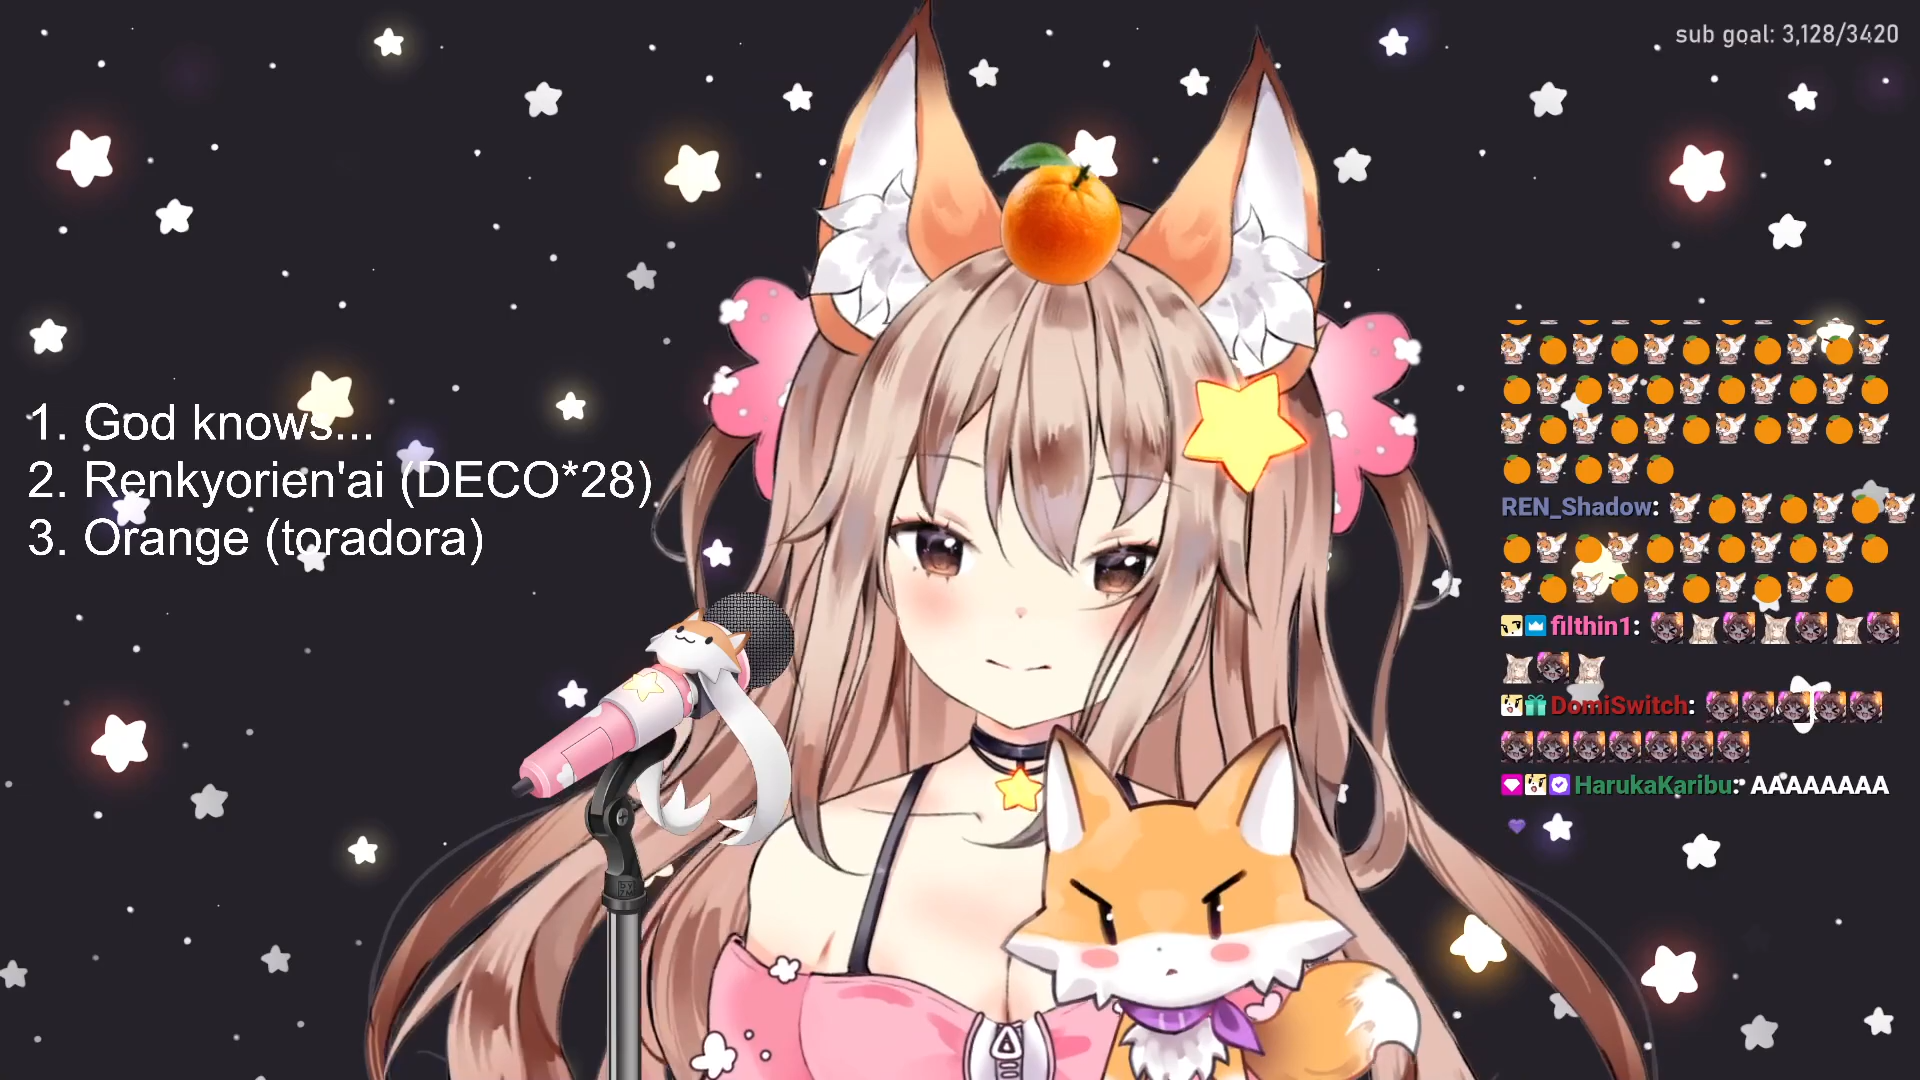 sub goal: 3,128/3420
1. God knows...
2. Renkyorien'ai (DECO*28)
3. Orange (toradora)
REN_Shadow:
filthin1:
DomiSwitch:
HarukaKaribu: AAAAAAAA